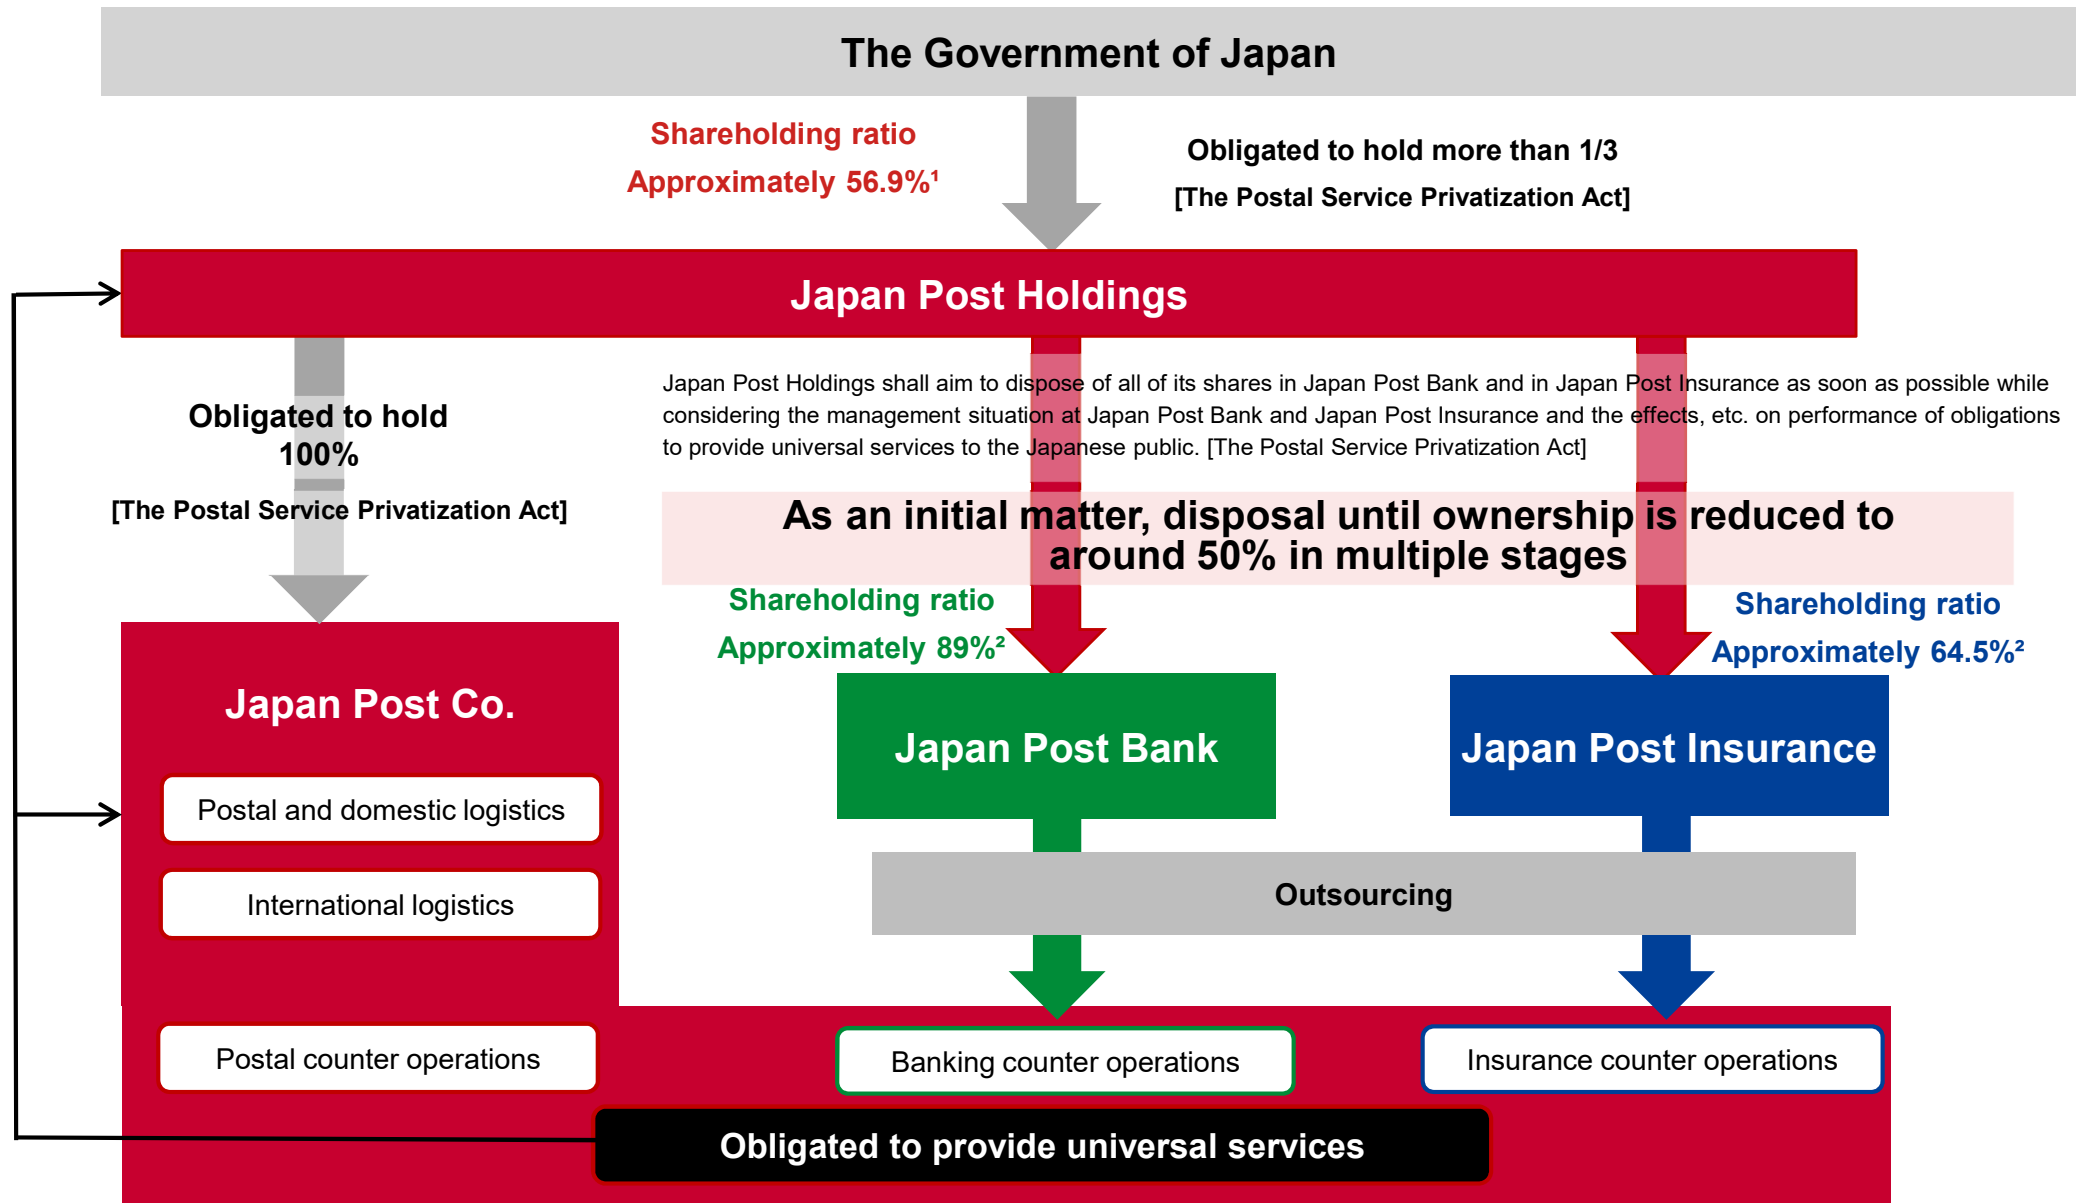 The Government of Japan
Shareholding ratio
Approximately 56.9%¹
Obligated to hold more than 1/3
[The Postal Service Privatization Act]
Japan Post Holdings
Obligated to hold
100%
[The Postal Service Privatization Act]
Japan Post Holdings shall aim to dispose of all of its shares in Japan Post Bank and in Japan Post Insurance as soon as possible while
considering the management situation at Japan Post Bank and Japan Post Insurance and the effects, etc. on performance of obligations
to provide universal services to the Japanese public. [The Postal Service Privatization Act]
As an initial matter, disposal until ownership is reduced to
around 50% in multiple stages
Shareholding ratio
Approximately 89%²
Shareholding ratio
Approximately 64.5%²
Japan Post Co.
Japan Post Bank
Japan Post Insurance
Postal and domestic logistics
International logistics
Outsourcing
Postal counter operations
Banking counter operations
Insurance counter operations
Obligated to provide universal services